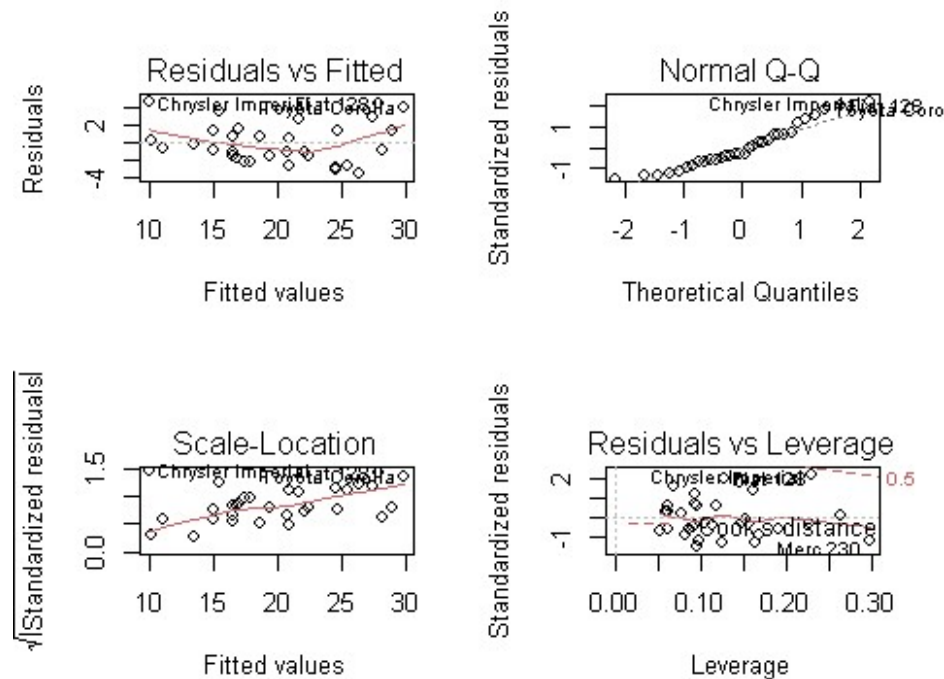 Residuals vs Fitted
Residuals
2
-4
Chrysler Imperial
Fiat 128
Toyota Corolla
10 15 20 25 30
Fitted values
Normal Q-Q
Standardized residuals
1
-1
Chrysler Imperial
Fiat 128
Toyota Coro
-2 -1 0 1 2
Theoretical Quantiles
Scale-Location
√|Standardized residuals|
1.5
0.0
Chrysler Imperial
Fiat 128
Toyota Corolla
10 15 20 25 30
Fitted values
Residuals vs Leverage
Standardized residuals
2
-1
Chrysler Imperial
Fiat 128
0.5
Cook's distance
Merc 230
0.00 0.10 0.20 0.30
Leverage